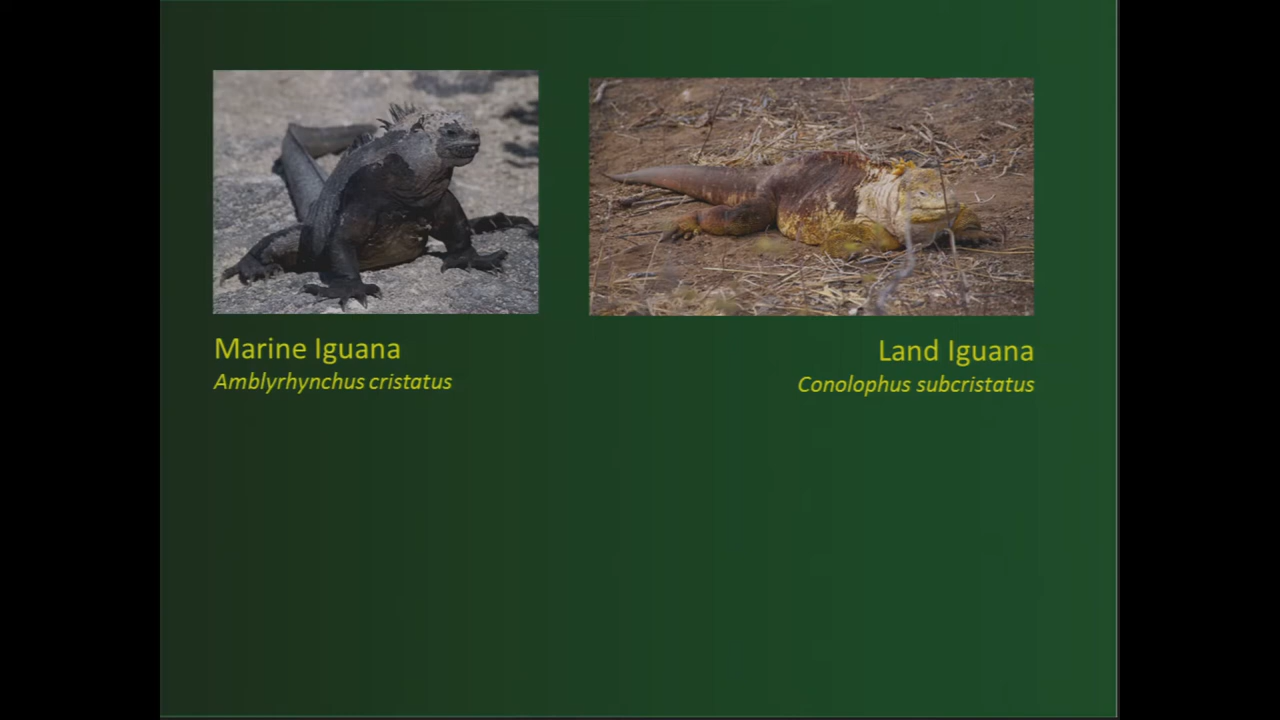 Marine Iguana
Amblyrhynchus cristatus
Land Iguana
Conolophus subcristatus